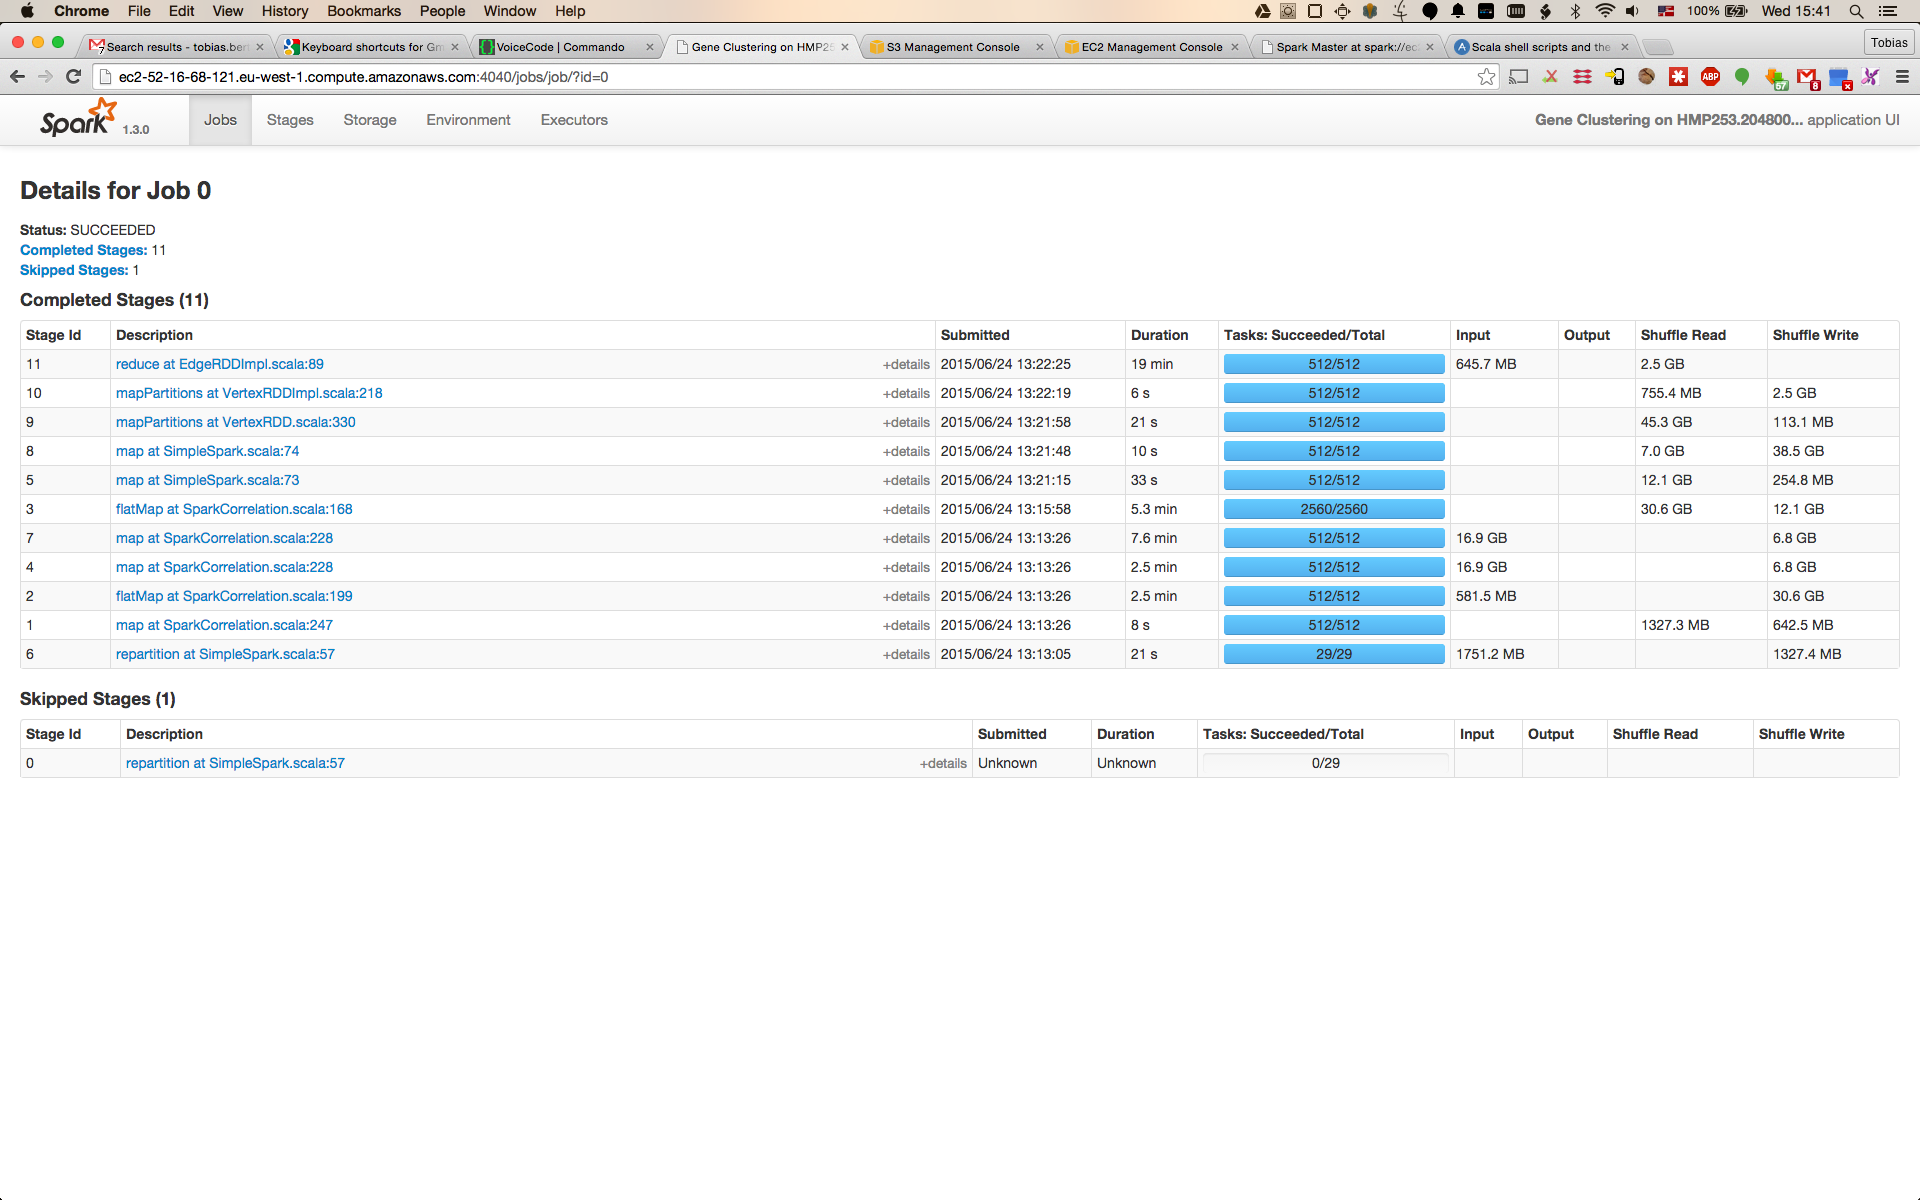 Chrome File Edit View History Bookmarks People Window Help 100% Wed 15:41
Search results - tobias.ber Keyboard shortcuts for Gm VoiceCode | Commando Gene Clustering on HMP25 S3 Management Console EC2 Management Console Spark Master at spark://ec Scala shell scripts and the Tobias
ec2-52-16-68-121.eu-west-1.compute.amazonaws.com:4040/jobs/job/?id=0
Spark 1.3.0 Jobs Stages Storage Environment Executors Gene Clustering on HMP253.204800... application UI
Details for Job 0
Status: SUCCEEDED
Completed Stages: 11
Skipped Stages: 1
Completed Stages (11)
Stage Id Description Submitted Duration Tasks: Succeeded/Total Input Output Shuffle Read Shuffle Write
11 reduce at EdgeRDDImpl.scala:89 +details 2015/06/24 13:22:25 19 min 512/512 645.7 MB 2.5 GB
10 mapPartitions at VertexRDDImpl.scala:218 +details 2015/06/24 13:22:19 6 s 512/512 755.4 MB 2.5 GB
9 mapPartitions at VertexRDD.scala:330 +details 2015/06/24 13:21:58 21 s 512/512 45.3 GB 113.1 MB
8 map at SimpleSpark.scala:74 +details 2015/06/24 13:21:48 10 s 512/512 7.0 GB 38.5 GB
5 map at SimpleSpark.scala:73 +details 2015/06/24 13:21:15 33 s 512/512 12.1 GB 254.8 MB
3 flatMap at SparkCorrelation.scala:168 +details 2015/06/24 13:15:58 5.3 min 2560/2560 30.6 GB 12.1 GB
7 map at SparkCorrelation.scala:228 +details 2015/06/24 13:13:26 7.6 min 512/512 16.9 GB 6.8 GB
4 map at SparkCorrelation.scala:228 +details 2015/06/24 13:13:26 2.5 min 512/512 16.9 GB 6.8 GB
2 flatMap at SparkCorrelation.scala:199 +details 2015/06/24 13:13:26 2.5 min 512/512 581.5 MB 30.6 GB
1 map at SparkCorrelation.scala:247 +details 2015/06/24 13:13:26 8 s 512/512 1327.3 MB 642.5 MB
6 repartition at SimpleSpark.scala:57 +details 2015/06/24 13:13:05 21 s 29/29 1751.2 MB 1327.4 MB
Skipped Stages (1)
Stage Id Description Submitted Duration Tasks: Succeeded/Total Input Output Shuffle Read Shuffle Write
0 repartition at SimpleSpark.scala:57 +details Unknown Unknown 0/29